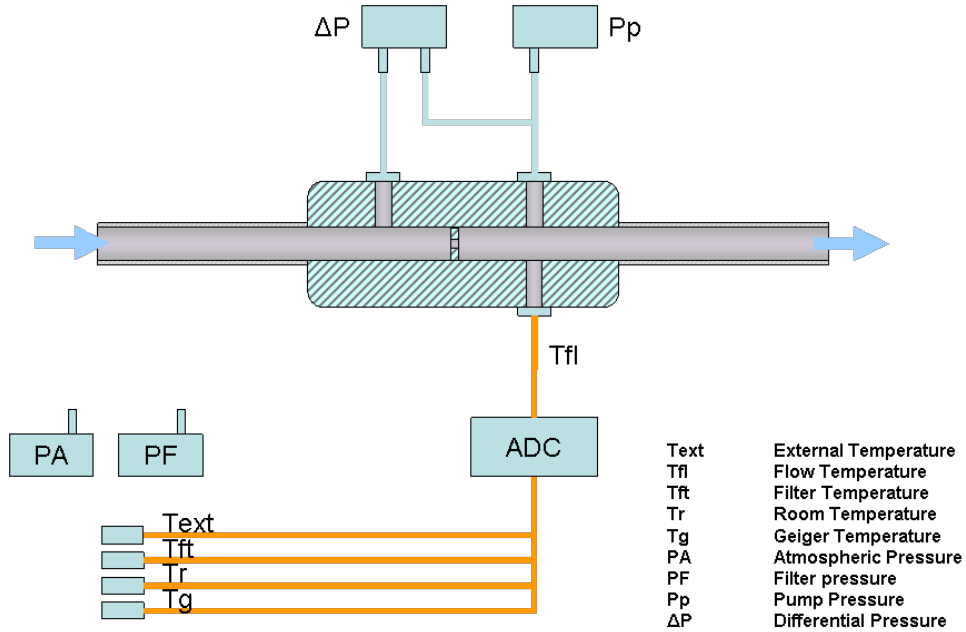 ΔP
Pp
Tfl
PA
PF
ADC
Text
Tft
Tr
Tg
Text External Temperature
Tfl Flow Temperature
Tft Filter Temperature
Tr Room Temperature
Tg Geiger Temperature
PA Atmospheric Pressure
PF Filter pressure
Pp Pump Pressure
ΔP Differential Pressure